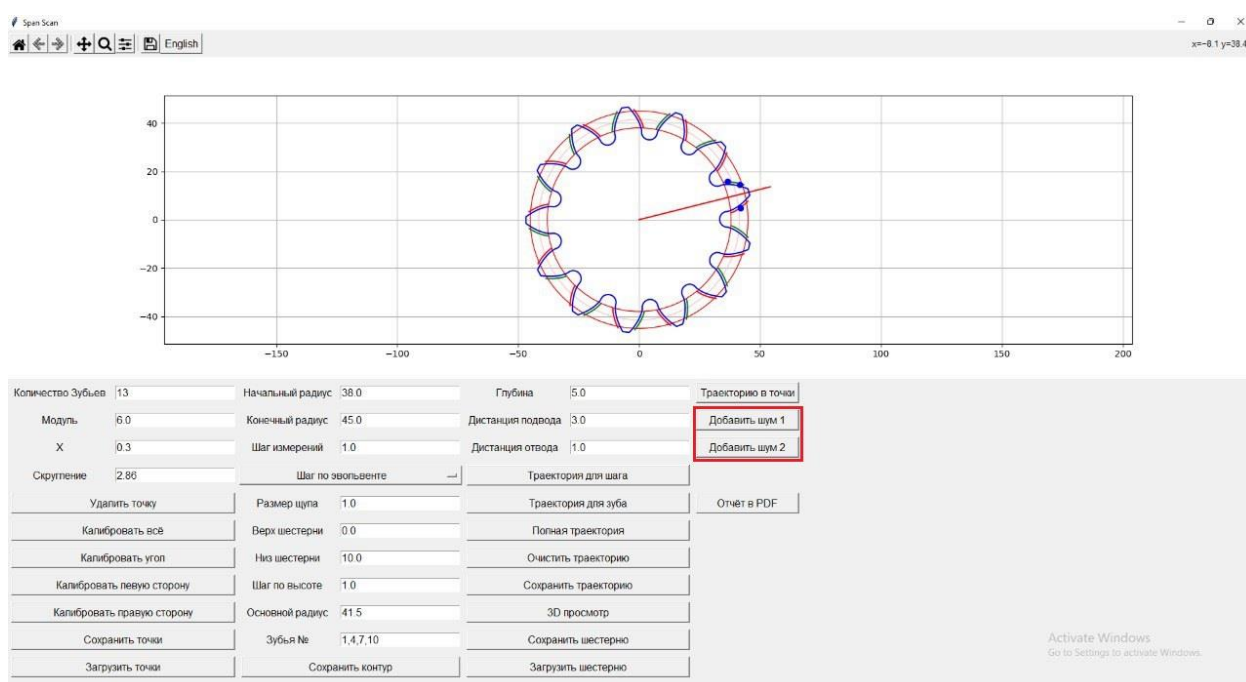 Span Scan
English
x=−8.1 y=38.4
40
20
0
−20
−40
−150 −100 −50 0 50 100 150 200
Количество Зубьев 13 Начальный радиус 38.0 Глубина 5.0 Траекторию в точки
Модуль 6.0 Конечный радиус 45.0 Дистанция подвода 3.0 Добавить шум 1
X 0.3 Шаг измерений 1.0 Дистанция отвода 1.0 Добавить шум 2
Скругление 2.86 Шаг по эвольвенте Траектория для шага
Удалить точку Размер щупа 1.0 Траектория для зуба Отчёт в PDF
Калибровать всё Верх шестерни 0.0 Полная траектория
Калибровать угол Низ шестерни 10.0 Очистить траекторию
Калибровать левую сторону Шаг по высоте 1.0 Сохранить траекторию
Калибровать правую сторону Основной радиус 41.5 3D просмотр
Сохранить точки Зубья № 1,4,7,10 Сохранить шестерню
Загрузить точки Сохранить контур Загрузить шестерню
Activate Windows
Go to Settings to activate Windows.